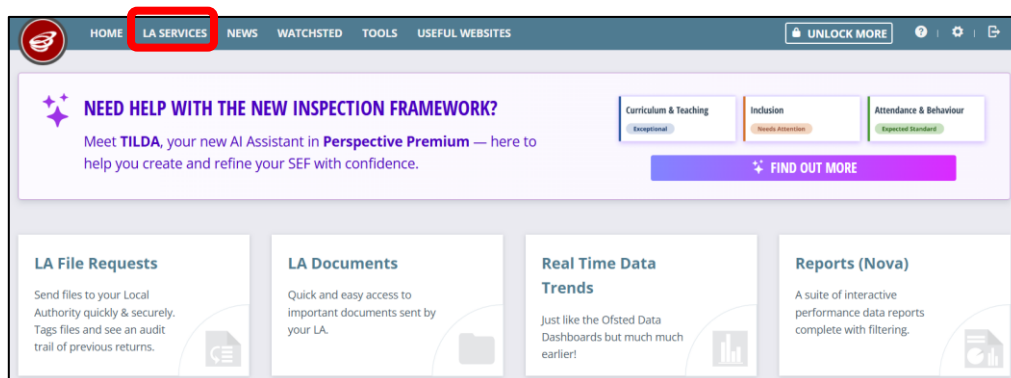 HOME LA SERVICES NEWS WATCHSTED TOOLS USEFUL WEBSITES UNLOCK MORE
NEED HELP WITH THE NEW INSPECTION FRAMEWORK?
Meet TILDA, your new AI Assistant in Perspective Premium — here to
help you create and refine your SEF with confidence.
Curriculum & Teaching
Exceptional
Inclusion
Needs Attention
Attendance & Behaviour
Expected Standard
FIND OUT MORE
LA File Requests
Send files to your Local
Authority quickly & securely.
Tags files and see an audit
trail of previous returns.
LA Documents
Quick and easy access to
important documents sent by
your LA.
Real Time Data
Trends
Just like the Ofsted Data
Dashboards but much much
earlier!
Reports (Nova)
A suite of interactive
performance data reports
complete with filtering.